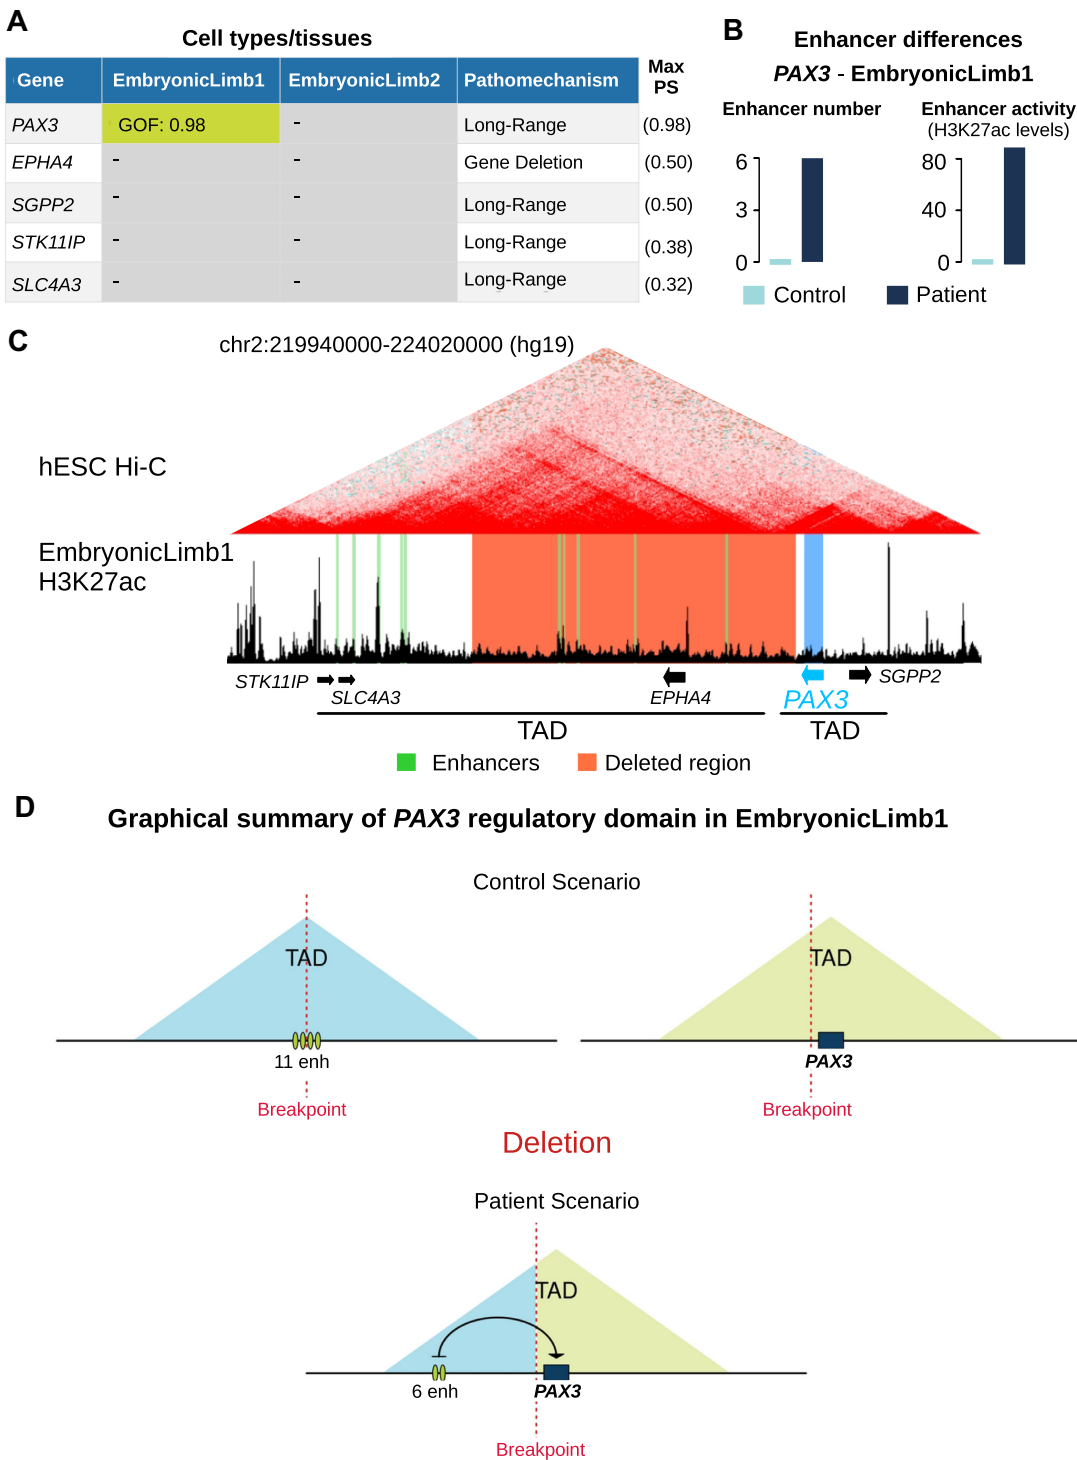 A
Cell types/tissues
Gene EmbryonicLimb1 EmbryonicLimb2 Pathomechanism Max PS
PAX3 GOF: 0.98 - Long-Range (0.98)
EPHA4 - - Gene Deletion (0.50)
SGPP2 - - Long-Range (0.50)
STK11IP - - Long-Range (0.38)
SLC4A3 - - Long-Range (0.32)
B
Enhancer differences
PAX3 - EmbryonicLimb1
Enhancer number
Enhancer activity
(H3K27ac levels)
6
3
0
80
40
0
Control Patient
C
chr2:219940000-224020000 (hg19)
hESC Hi-C
EmbryonicLimb1
H3K27ac
STK11IP
SLC4A3
EPHA4
PAX3
SGPP2
TAD TAD
Enhancers Deleted region
D
Graphical summary of PAX3 regulatory domain in EmbryonicLimb1
Control Scenario
TAD TAD
11 enh PAX3
Breakpoint Breakpoint
Deletion
Patient Scenario
TAD
6 enh PAX3
Breakpoint